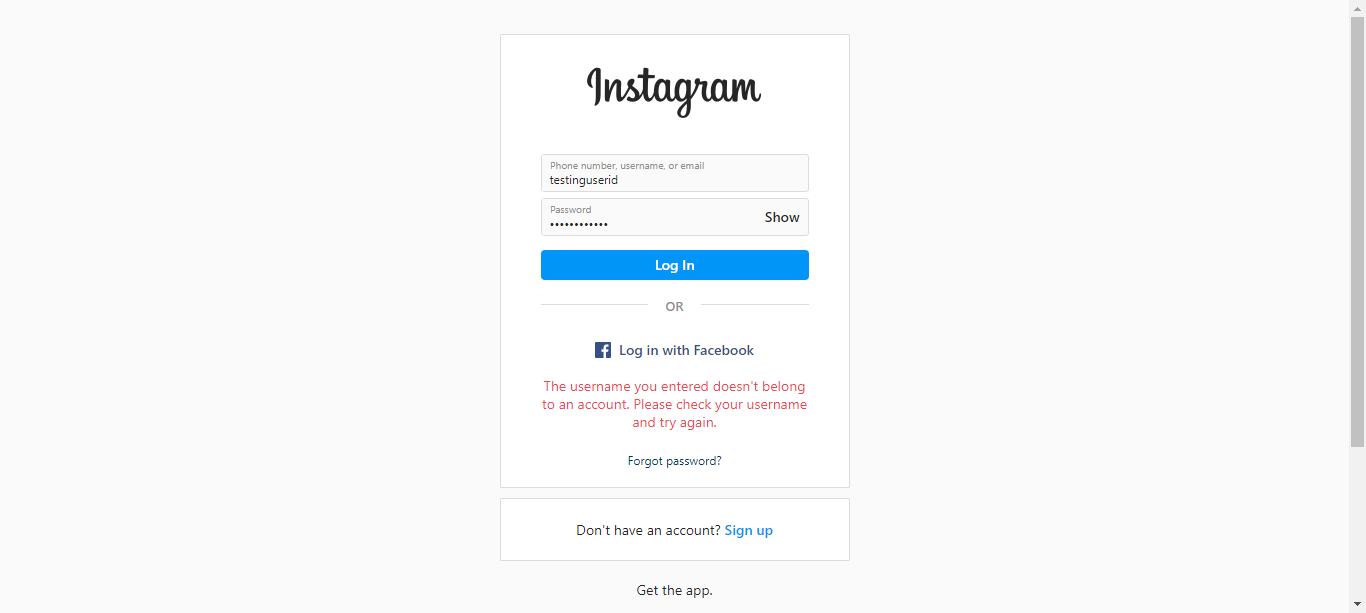 Instagram
Phone number, username, or email
testinguserid
Password
••••••••••••
Show
Log In
OR
Log in with Facebook
The username you entered doesn't belong
to an account. Please check your username
and try again.
Forgot password?
Don't have an account? Sign up
Get the app.